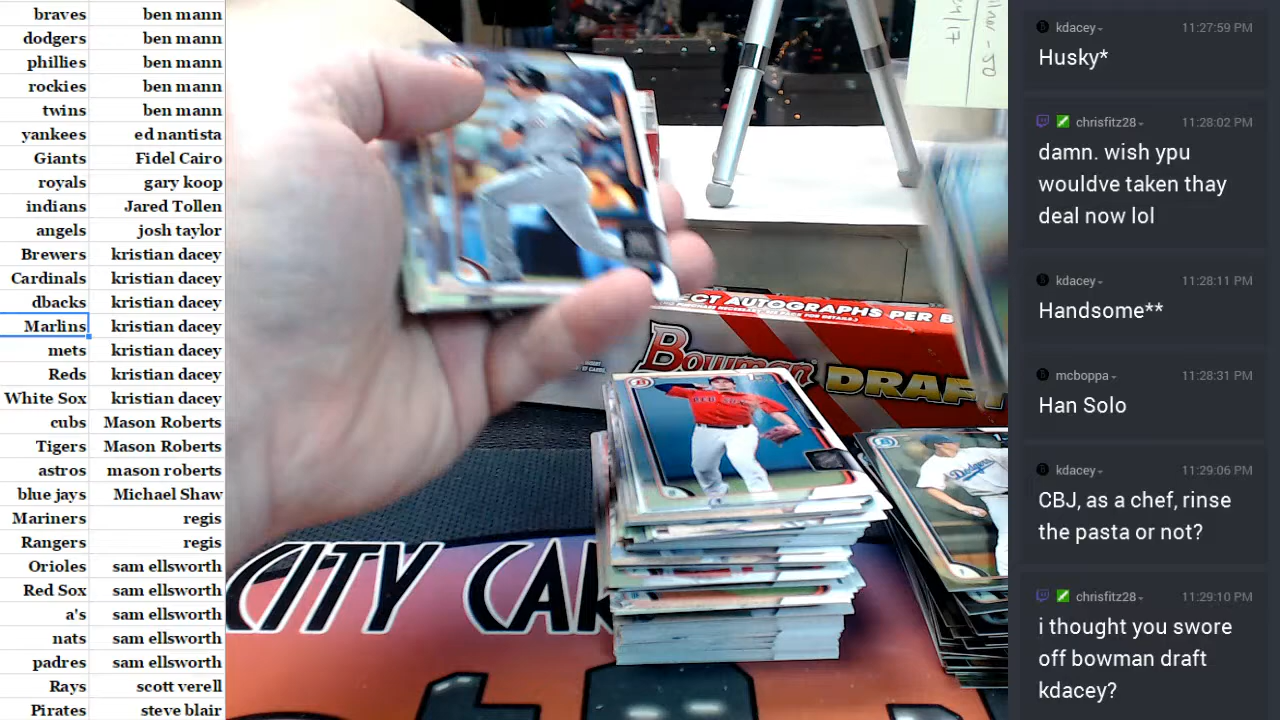 braves ben mann
dodgers ben mann
phillies ben mann
rockies ben mann
twins ben mann
yankees ed nantista
Giants Fidel Cairo
royals gary koop
indians Jared Tollen
angels josh taylor
Brewers kristian dacey
Cardinals kristian dacey
dbacks kristian dacey
Marlins kristian dacey
mets kristian dacey
Reds kristian dacey
White Sox kristian dacey
cubs Mason Roberts
Tigers Mason Roberts
astros mason roberts
blue jays Michael Shaw
Mariners regis
Rangers regis
Orioles sam ellsworth
Red Sox sam ellsworth
a's sam ellsworth
nats sam ellsworth
padres sam ellsworth
Rays scott verell
Pirates steve blair
AUTOGRAPHS PER B
Bowman
DRAFT
RED SOX
Dodgers
CITY CAR
kdacey 11:27:59 PM
Husky*
chrisfitz28 11:28:02 PM
damn. wish ypu
wouldve taken thay
deal now lol
kdacey 11:28:11 PM
Handsome**
mcboppa 11:28:31 PM
Han Solo
kdacey 11:29:06 PM
CBJ, as a chef, rinse
the pasta or not?
chrisfitz28 11:29:10 PM
i thought you swore
off bowman draft
kdacey?